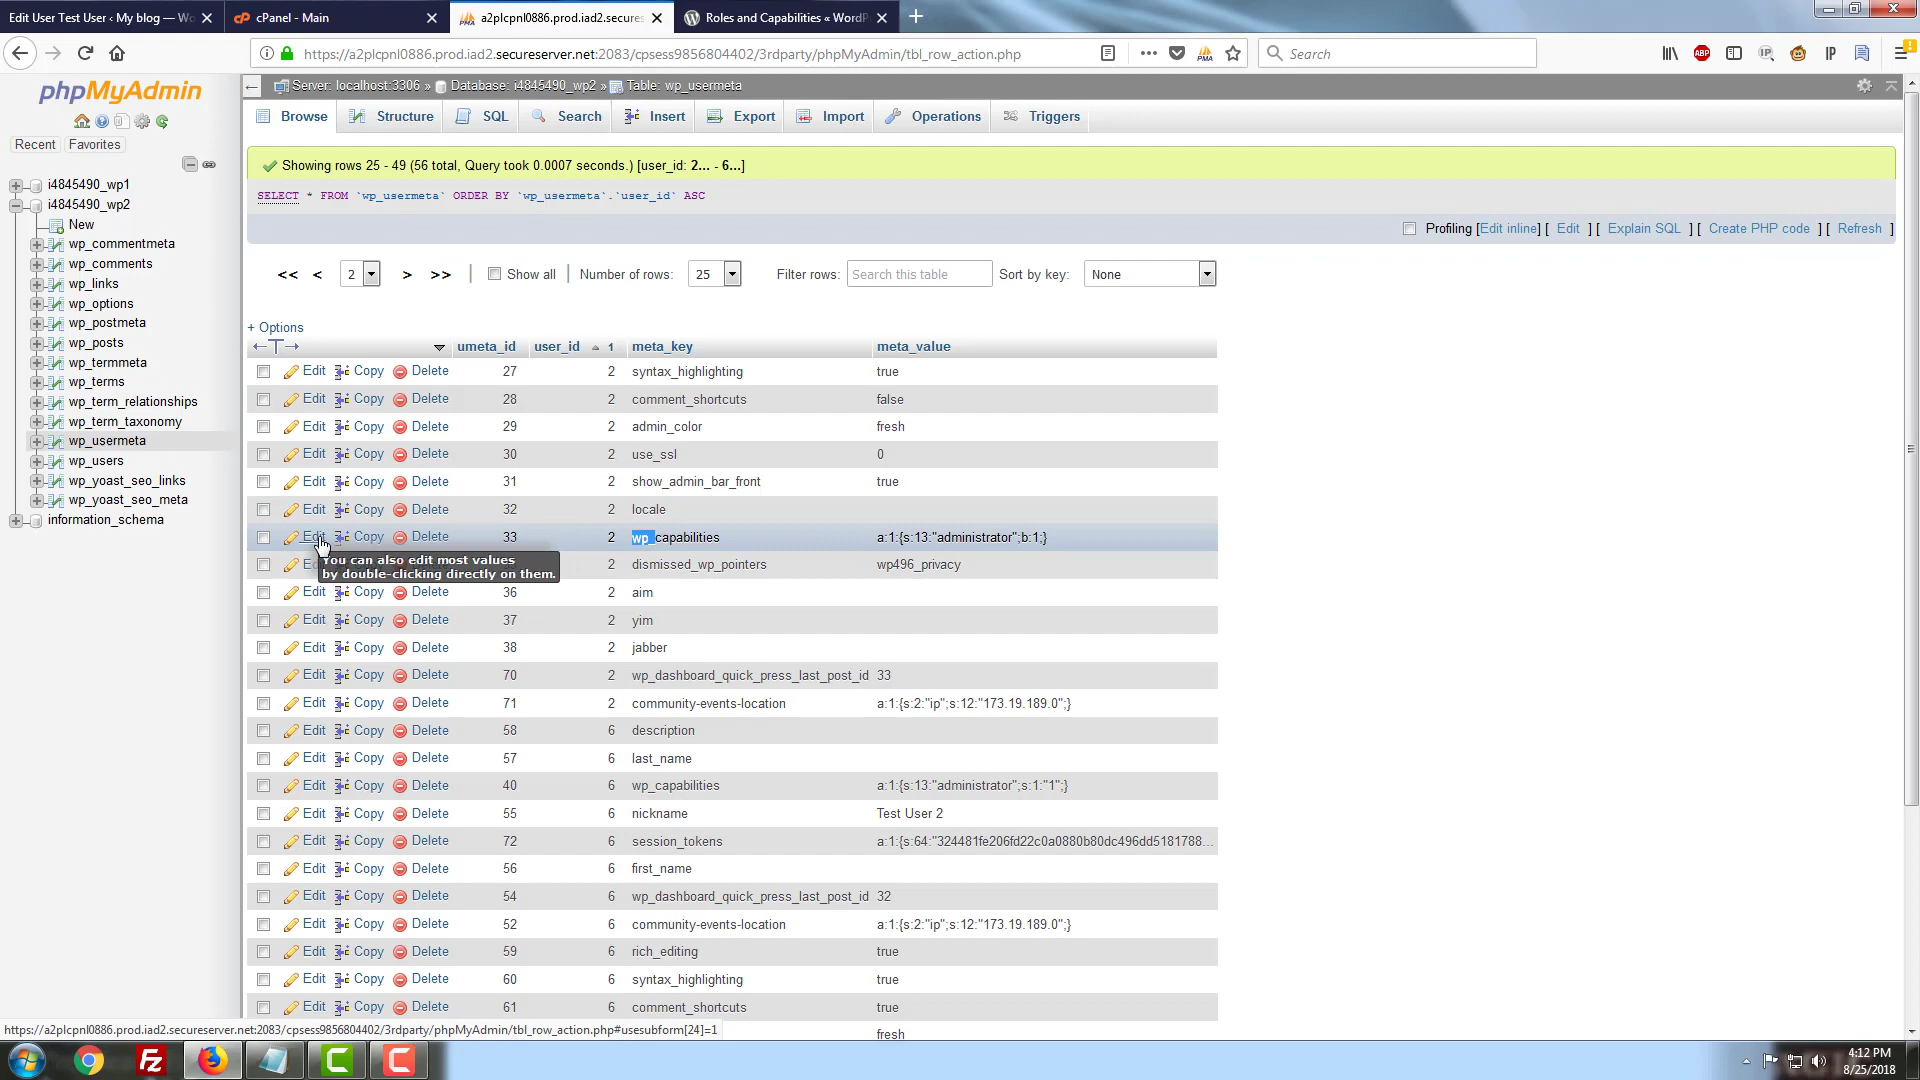 Edit User Test User ‹ My blog — Wo
cPanel - Main
a2plcpnl0886.prod.iad2.secures
Roles and Capabilities « WordP
https://a2plcpnl0886.prod.iad2.secureserver.net:2083/cpsess9856804402/3rdparty/phpMyAdmin/tbl_row_action.php
Search
phpMyAdmin
Recent
Favorites
i4845490_wp1
i4845490_wp2
New
wp_commentmeta
wp_comments
wp_links
wp_options
wp_postmeta
wp_posts
wp_termmeta
wp_terms
wp_term_relationships
wp_term_taxonomy
wp_usermeta
wp_users
wp_yoast_seo_links
wp_yoast_seo_meta
information_schema
Server: localhost:3306 » Database: i4845490_wp2 » Table: wp_usermeta
Browse Structure SQL Search Insert Export Import Operations Triggers
Showing rows 25 - 49 (56 total, Query took 0.0007 seconds.) [user_id: 2... - 6...]
SELECT * FROM `wp_usermeta` ORDER BY `wp_usermeta`.`user_id` ASC
Profiling [Edit inline] [ Edit ] [ Explain SQL ] [ Create PHP code ] [ Refresh ]
<< < 2 > >> | Show all | Number of rows: 25 Filter rows: Search this table Sort by key: None
+ Options
←T→ umeta_id user_id 1 meta_key meta_value
Edit Copy Delete 27 2 syntax_highlighting true
Edit Copy Delete 28 2 comment_shortcuts false
Edit Copy Delete 29 2 admin_color fresh
Edit Copy Delete 30 2 use_ssl 0
Edit Copy Delete 31 2 show_admin_bar_front true
Edit Copy Delete 32 2 locale
Edit Copy Delete 33 2 wp_capabilities a:1:{s:13:"administrator";b:1;}
You can also edit most values
by double-clicking directly on them.
2 dismissed_wp_pointers wp496_privacy
Edit Copy Delete 36 2 aim
Edit Copy Delete 37 2 yim
Edit Copy Delete 38 2 jabber
Edit Copy Delete 70 2 wp_dashboard_quick_press_last_post_id 33
Edit Copy Delete 71 2 community-events-location a:1:{s:2:"ip";s:12:"173.19.189.0";}
Edit Copy Delete 58 6 description
Edit Copy Delete 57 6 last_name
Edit Copy Delete 40 6 wp_capabilities a:1:{s:13:"administrator";s:1:"1";}
Edit Copy Delete 55 6 nickname Test User 2
Edit Copy Delete 72 6 session_tokens a:1:{s:64:"324481fe206fd22c0a0880b80dc496dd5181788...
Edit Copy Delete 56 6 first_name
Edit Copy Delete 54 6 wp_dashboard_quick_press_last_post_id 32
Edit Copy Delete 52 6 community-events-location a:1:{s:2:"ip";s:12:"173.19.189.0";}
Edit Copy Delete 59 6 rich_editing true
Edit Copy Delete 60 6 syntax_highlighting true
Edit Copy Delete 61 6 comment_shortcuts true
fresh
https://a2plcpnl0886.prod.iad2.secureserver.net:2083/cpsess9856804402/3rdparty/phpMyAdmin/tbl_row_action.php#usesubform[24]=1
4:12 PM
8/25/2018